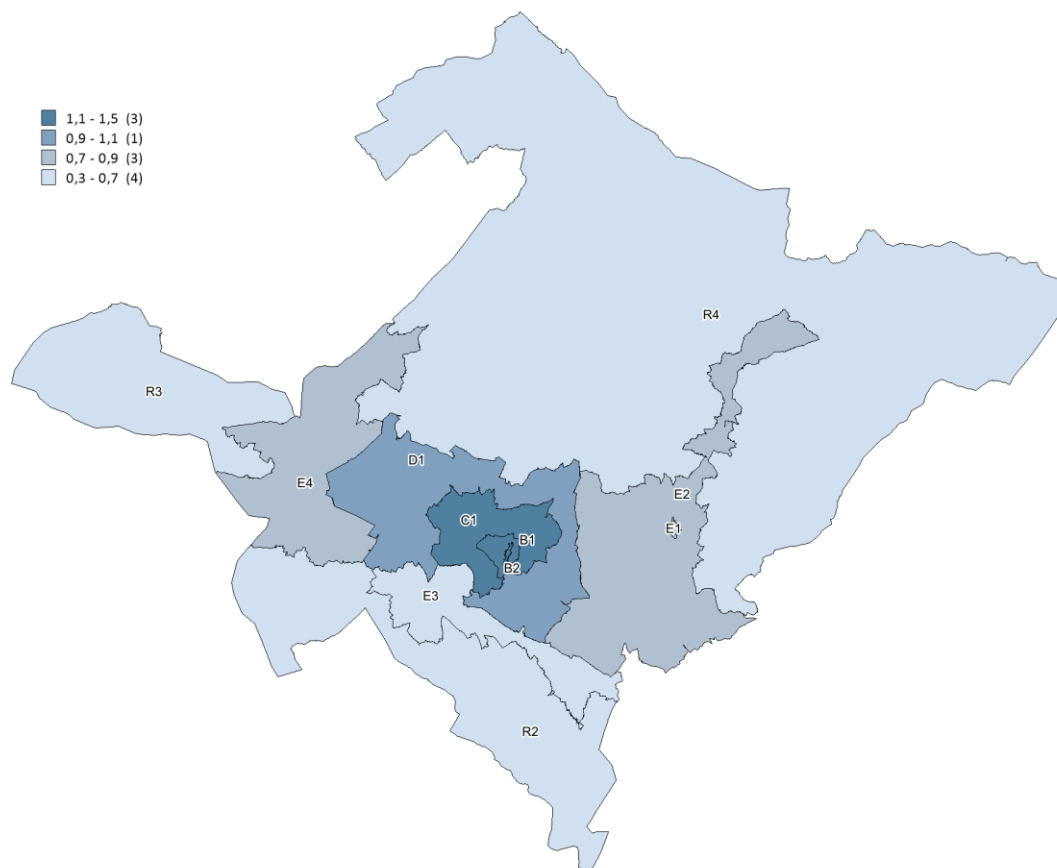 1,1 - 1,5 (3)
0,9 - 1,1 (1)
0,7 - 0,9 (3)
0,3 - 0,7 (4)
R4
R3
D1
E4
E2
C1
E1
B1
B2
E3
R2